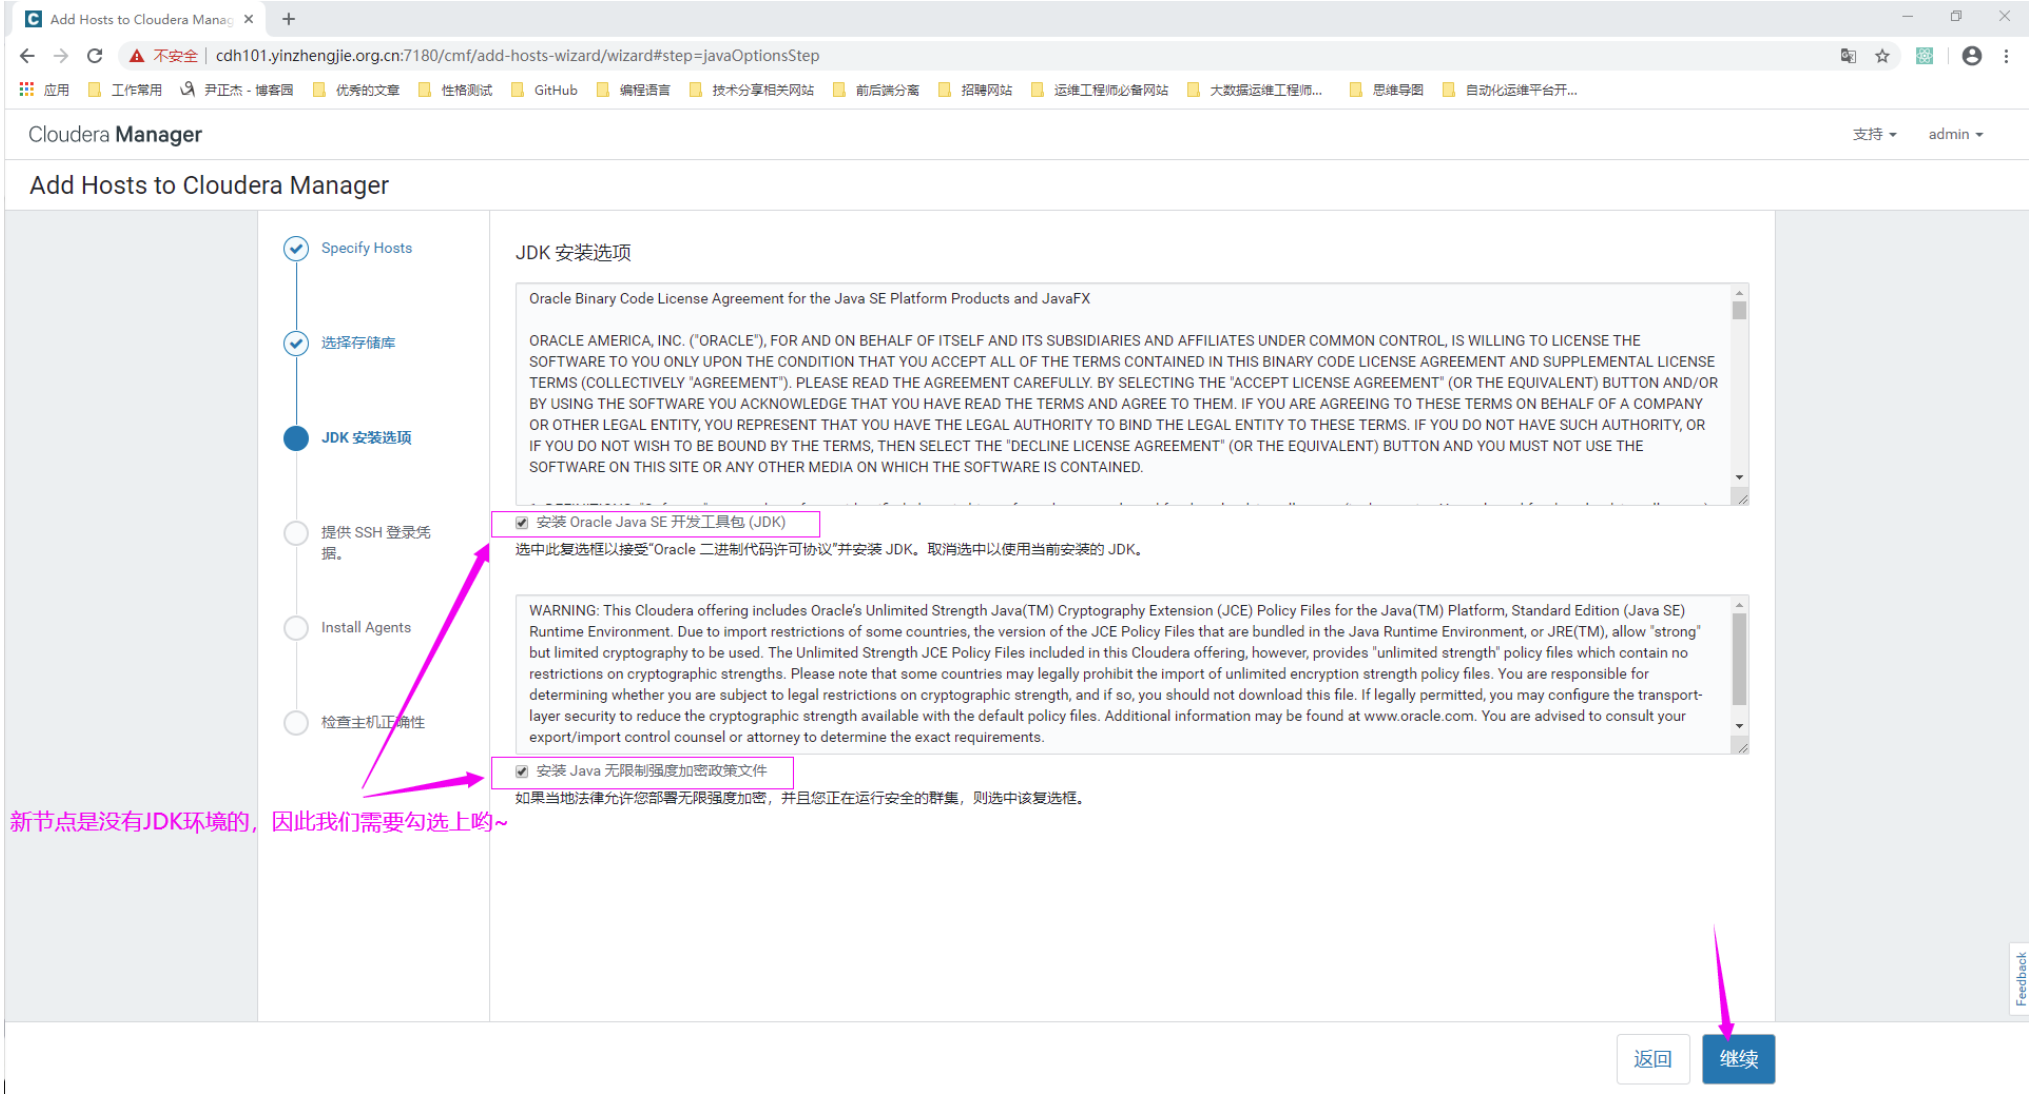 Add Hosts to Cloudera Manag
不安全 | cdh101.yinzhengjie.org.cn:7180/cmf/add-hosts-wizard/wizard#step=javaOptionsStep
应用 工作常用 尹正杰 - 博客园 优秀的文章 性格测试 GitHub 编程语言 技术分享相关网站 前后端分离 招聘网站 运维工程师必备网站 大数据运维工程师... 思维导图 自动化运维平台开...
Cloudera Manager 支持 admin
Add Hosts to Cloudera Manager
Specify Hosts
选择存储库
JDK 安装选项
提供 SSH 登录凭
据。
Install Agents
检查主机正确性
JDK 安装选项
Oracle Binary Code License Agreement for the Java SE Platform Products and JavaFX
ORACLE AMERICA, INC. ("ORACLE"), FOR AND ON BEHALF OF ITSELF AND ITS SUBSIDIARIES AND AFFILIATES UNDER COMMON CONTROL, IS WILLING TO LICENSE THE
SOFTWARE TO YOU ONLY UPON THE CONDITION THAT YOU ACCEPT ALL OF THE TERMS CONTAINED IN THIS BINARY CODE LICENSE AGREEMENT AND SUPPLEMENTAL LICENSE
TERMS (COLLECTIVELY "AGREEMENT"). PLEASE READ THE AGREEMENT CAREFULLY. BY SELECTING THE "ACCEPT LICENSE AGREEMENT" (OR THE EQUIVALENT) BUTTON AND/OR
BY USING THE SOFTWARE YOU ACKNOWLEDGE THAT YOU HAVE READ THE TERMS AND AGREE TO THEM. IF YOU ARE AGREEING TO THESE TERMS ON BEHALF OF A COMPANY
OR OTHER LEGAL ENTITY, YOU REPRESENT THAT YOU HAVE THE LEGAL AUTHORITY TO BIND THE LEGAL ENTITY TO THESE TERMS. IF YOU DO NOT HAVE SUCH AUTHORITY, OR
IF YOU DO NOT WISH TO BE BOUND BY THE TERMS, THEN SELECT THE "DECLINE LICENSE AGREEMENT" (OR THE EQUIVALENT) BUTTON AND YOU MUST NOT USE THE
SOFTWARE ON THIS SITE OR ANY OTHER MEDIA ON WHICH THE SOFTWARE IS CONTAINED.
安装 Oracle Java SE 开发工具包 (JDK)
选中此复选框以接受“Oracle 二进制代码许可协议”并安装 JDK。取消选中以使用当前安装的 JDK。
WARNING: This Cloudera offering includes Oracle’s Unlimited Strength Java(TM) Cryptography Extension (JCE) Policy Files for the Java(TM) Platform, Standard Edition (Java SE)
Runtime Environment. Due to import restrictions of some countries, the version of the JCE Policy Files that are bundled in the Java Runtime Environment, or JRE(TM), allow "strong"
but limited cryptography to be used. The Unlimited Strength JCE Policy Files included in this Cloudera offering, however, provides "unlimited strength" policy files which contain no
restrictions on cryptographic strengths. Please note that some countries may legally prohibit the import of unlimited encryption strength policy files. You are responsible for
determining whether you are subject to legal restrictions on cryptographic strength, and if so, you should not download this file. If legally permitted, you may configure the transport-
layer security to reduce the cryptographic strength available with the default policy files. Additional information may be found at www.oracle.com. You are advised to consult your
export/import control counsel or attorney to determine the exact requirements.
安装 Java 无限制强度加密政策文件
如果当地法律允许您部署无限强度加密，并且您正在运行安全的群集，则选中该复选框。
新节点是没有JDK环境的，因此我们需要勾选上哟~
Feedback
返回 继续